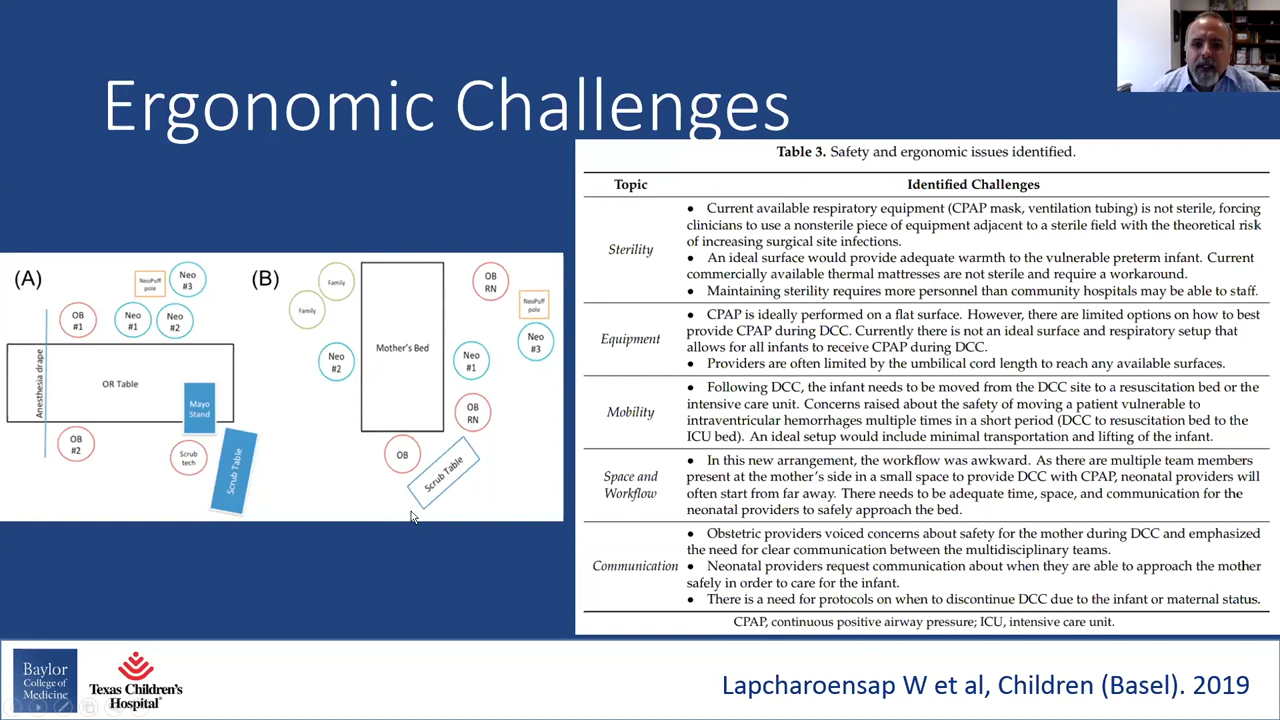 Ergonomic Challenges
Table 3. Safety and ergonomic issues identified.
Topic
Identified Challenges
Sterility
• Current available respiratory equipment (CPAP mask, ventilation tubing) is not sterile, forcing
clinicians to use a nonsterile piece of equipment adjacent to a sterile field with the theoretical risk
of increasing surgical site infections.
• An ideal surface would provide adequate warmth to the vulnerable preterm infant. Current
commercially available thermal mattresses are not sterile and require a workaround.
• Maintaining sterility requires more personnel than community hospitals may be able to staff.
Equipment
• CPAP is ideally performed on a flat surface. However, there are limited options on how to best
provide CPAP during DCC. Currently there is not an ideal surface and respiratory setup that
allows for all infants to receive CPAP during DCC.
• Providers are often limited by the umbilical cord length to reach any available surfaces.
Mobility
• Following DCC, the infant needs to be moved from the DCC site to a resuscitation bed or the
intensive care unit. Concerns raised about the safety of moving a patient vulnerable to
intraventricular hemorrhages multiple times in a short period (DCC to resuscitation bed to the
ICU bed). An ideal setup would include minimal transportation and lifting of the infant.
Space and
Workflow
• In this new arrangement, the workflow was awkward. As there are multiple team members
present at the mother's side in a small space to provide DCC with CPAP, neonatal providers will
often start from far away. There needs to be adequate time, space, and communication for the
neonatal providers to safely approach the bed.
Communication
• Obstetric providers voiced concerns about safety for the mother during DCC and emphasized
the need for clear communication between the multidisciplinary teams.
• Neonatal providers request communication about when they are able to approach the mother
safely in order to care for the infant.
• There is a need for protocols on when to discontinue DCC due to the infant or maternal status.
CPAP, continuous positive airway pressure; ICU, intensive care unit.
(A)
NeoPuff
pole
Neo
#3
OB
#1
Neo
#1
Neo
#2
Anesthesia drape
OR Table
Mayo
Stand
OB
#2
Scrub
tech
Scrub Table
(B)
Family
Family
Mother's Bed
OB
RN
NeoPuff
pole
Neo
#2
Neo
#1
Neo
#3
OB
RN
OB
Scrub Table
Baylor
College of
Medicine
Texas Children's
Hospital®
Lapcharoensap W et al, Children (Basel). 2019